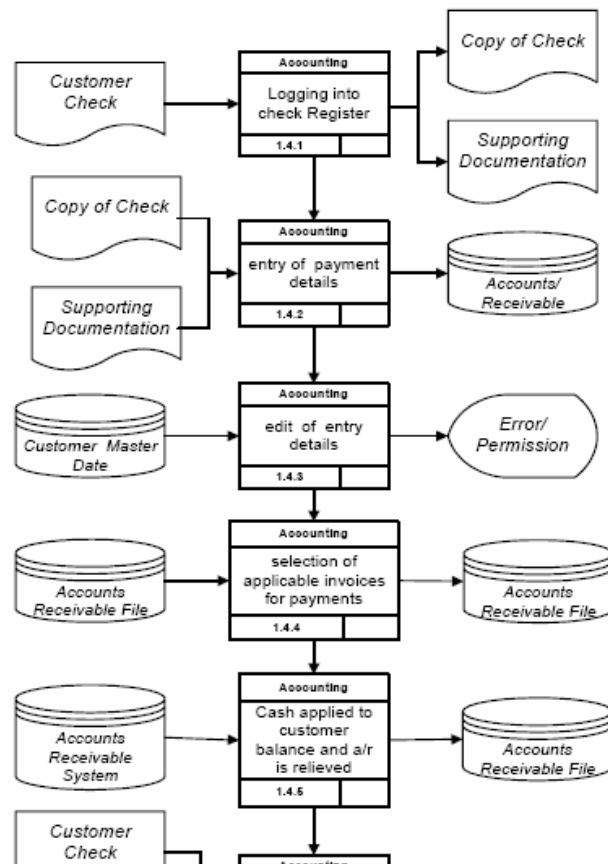 Copy of Check
Accounting
Customer
Check
Logging into
check Register
1.4.1
Supporting
Documentation
Copy of Check
Accounting
entry of payment
details
1.4.2
Accounts/
Receivable
Supporting
Documentation
Accounting
edit of entry
details
1.4.3
Customer Master
Date
Error/
Permission
Accounting
selection of
applicable invoices
for payments
1.4.4
Accounts
Receivable File
Accounts
Receivable File
Accounting
Cash applied to
customer
balance and a/r
is relieved
1.4.5
Accounts
Receivable
System
Accounts
Receivable File
Customer
Check
Accounting